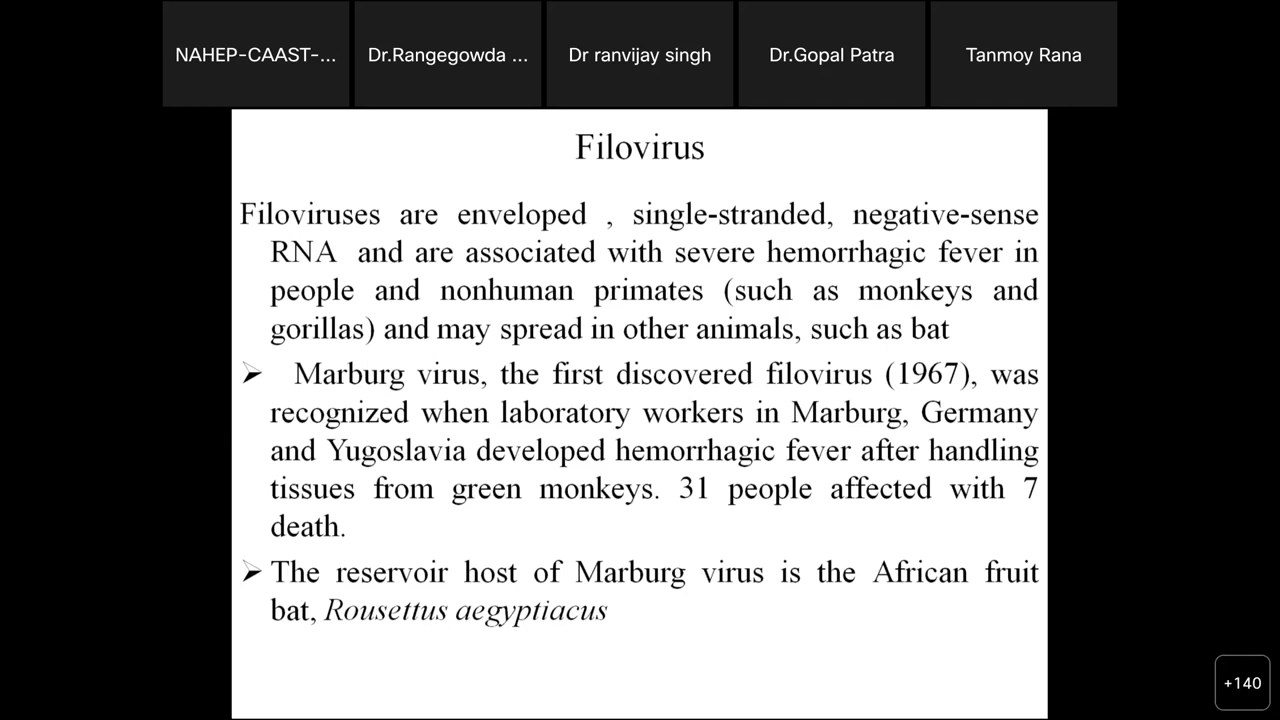 NAHEP-CAAST-...
Dr.Rangegowda ...
Dr ranvijay singh
Dr.Gopal Patra
Tanmoy Rana
Filovirus
Filoviruses are enveloped , single-stranded, negative-sense
RNA and are associated with severe hemorrhagic fever in
people and nonhuman primates (such as monkeys and
gorillas) and may spread in other animals, such as bat
➢ Marburg virus, the first discovered filovirus (1967), was
recognized when laboratory workers in Marburg, Germany
and Yugoslavia developed hemorrhagic fever after handling
tissues from green monkeys. 31 people affected with 7
death.
➢ The reservoir host of Marburg virus is the African fruit
bat, Rousettus aegyptiacus
+140